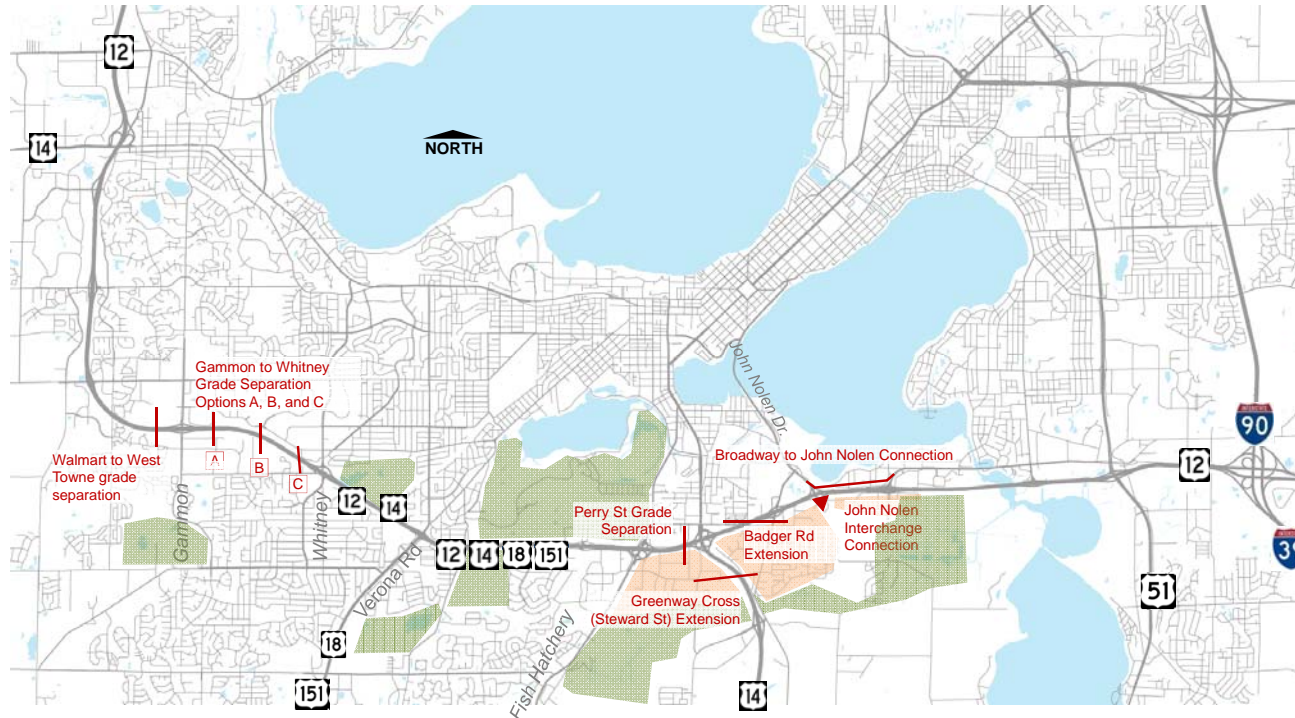 12
14
NORTH
John Nolen Dr.
Gammon to Whitney
Grade Separation
Options A, B, and C
Walmart to West
Towne grade
separation
A
B
C
Gammon
Whitney
12
14
Verona Rd
12
14
18
151
18
151
Fish Hatchery
Perry St Grade
Separation
Broadway to John Nolen Connection
Badger Rd
Extension
John Nolen
Interchange
Connection
Greenway Cross
(Steward St) Extension
14
INTERSTATE
90
12
39
51